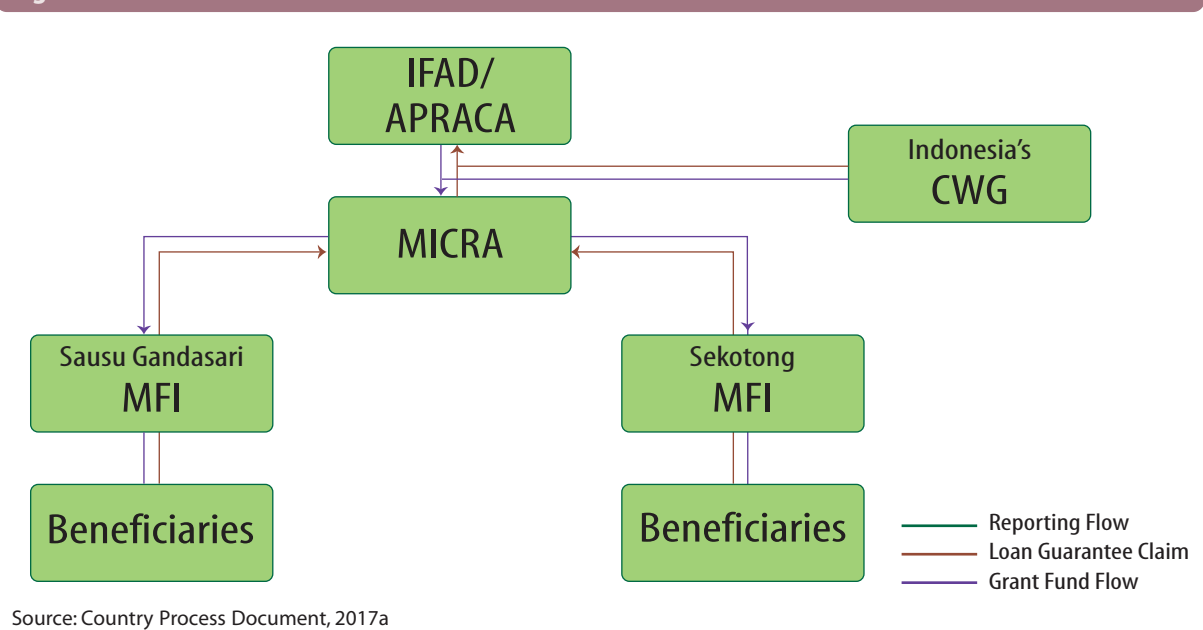 IFAD/
APRACA
Indonesia's
CWG
MICRA
Sausu Gandasari
MFI
Sekotong
MFI
Beneficiaries
Beneficiaries
Reporting Flow
Loan Guarantee Claim
Grant Fund Flow
Source: Country Process Document, 2017a